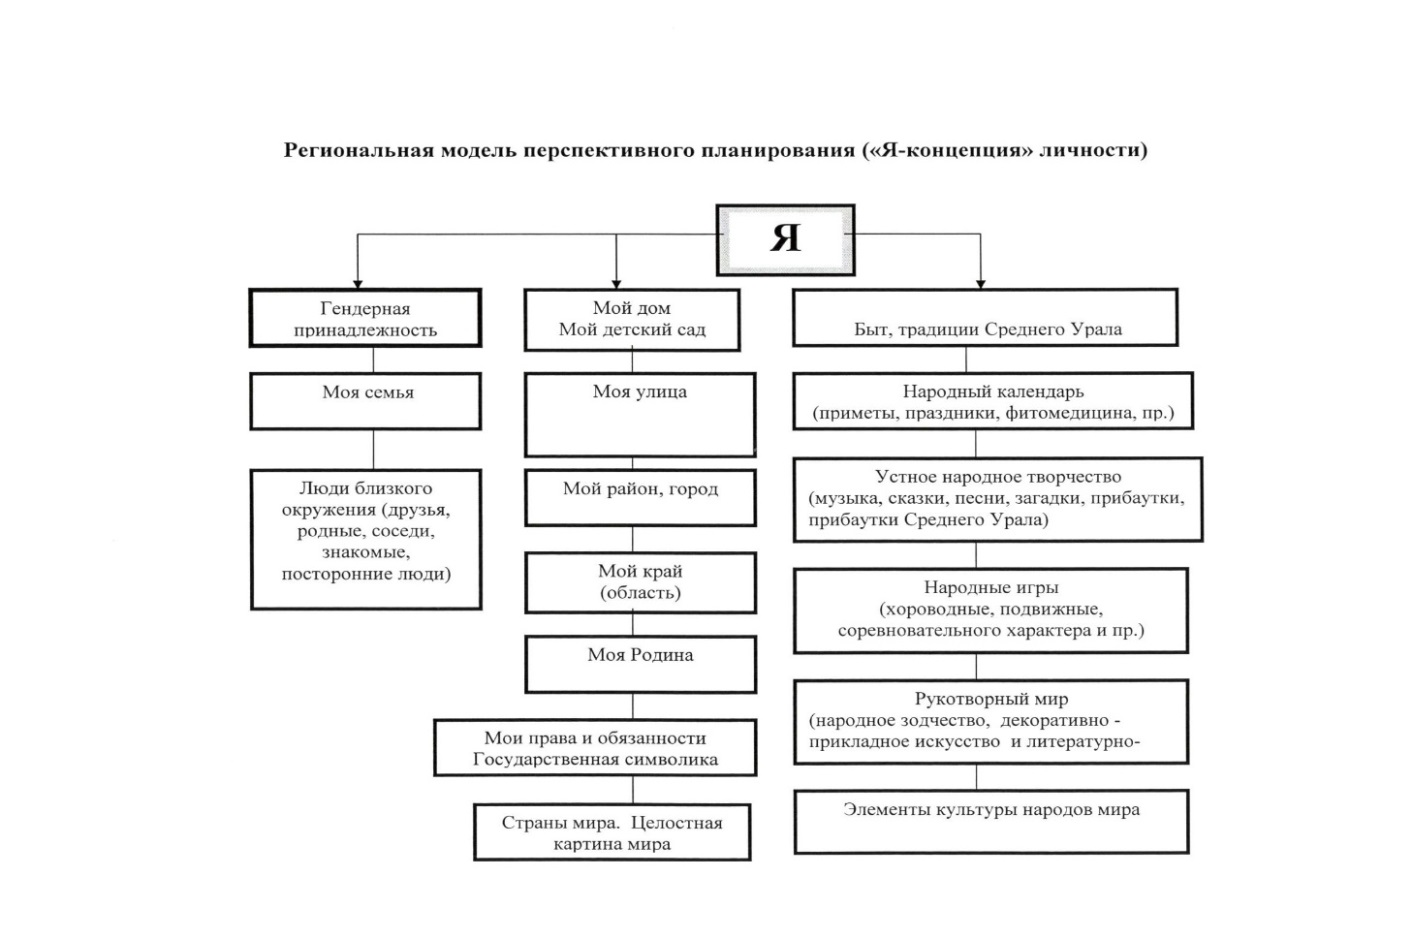 Региональная модель перспективного планирования («Я-концепция» личности)
Я
Гендерная
принадлежность
Моя семья
Люди близкого
окружения (друзья,
родные, соседи,
знакомые,
посторонние люди)
Мой дом
Мой детский сад
Моя улица
Мой район, город
Мой край
(область)
Моя Родина
Мои права и обязанности
Государственная символика
Страны мира. Целостная
картина мира
Быт, традиции Среднего Урала
Народный календарь
(приметы, праздники, фитомедицина, пр.)
Устное народное творчество
(музыка, сказки, песни, загадки, прибаутки,
прибаутки Среднего Урала)
Народные игры
(хороводные, подвижные,
соревновательного характера и пр.)
Рукотворный мир
(народное зодчество, декоративно -
прикладное искусство и литературно-
Элементы культуры народов мира